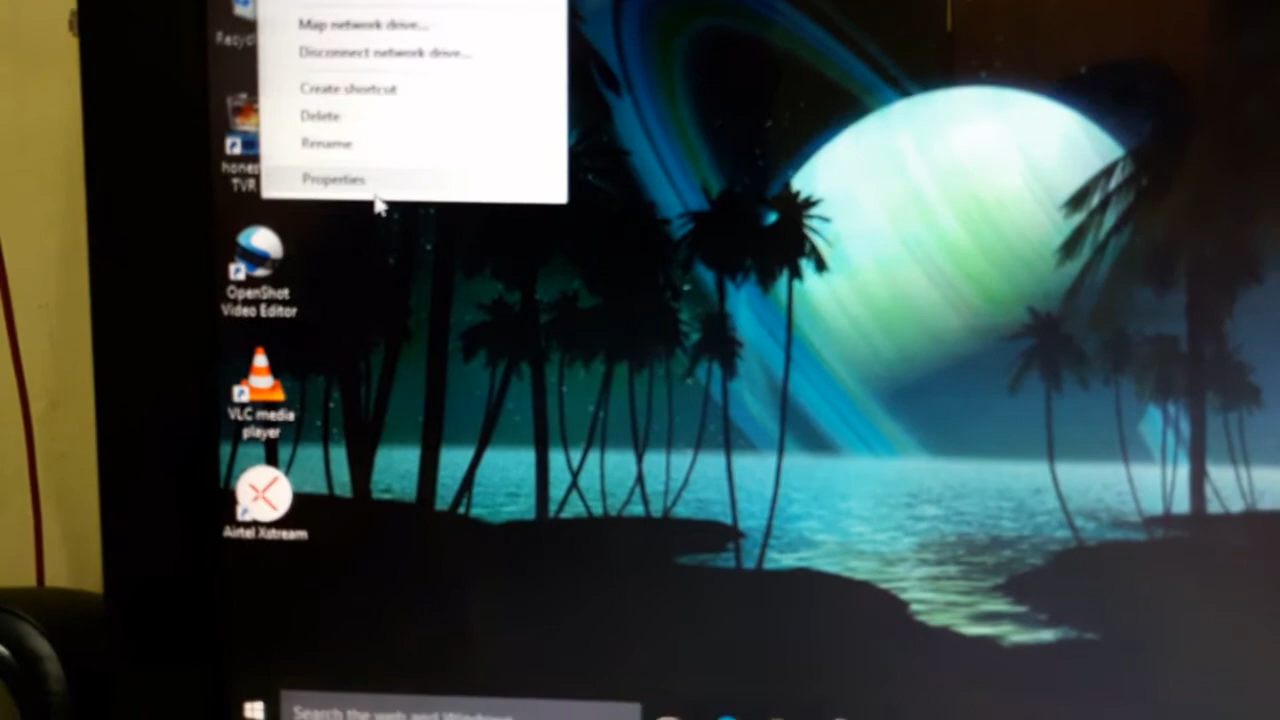 Map network drive...
Disconnect network drive...
Create shortcut
Delete
Rename
Properties
Recycl
hone
TVR
OpenShot
Video Editor
VLC media
player
Airtel Xstream
Search the web and Windows